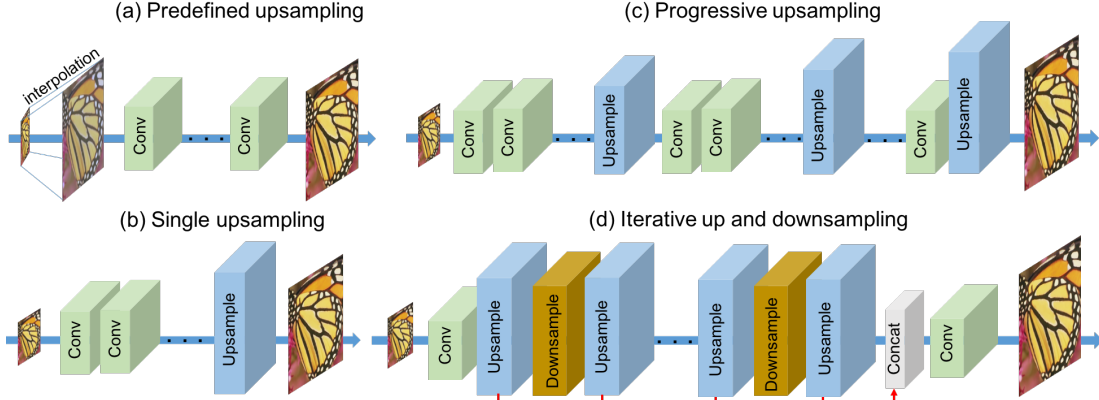 (a) Predefined upsampling
interpolation
Conv
Conv
(c) Progressive upsampling
Conv
Conv
Upsample
Conv
Conv
Upsample
Conv
Upsample
(b) Single upsampling
Conv
Conv
Upsample
(d) Iterative up and downsampling
Conv
Upsample
Downsample
Upsample
Upsample
Downsample
Upsample
Concat
Conv